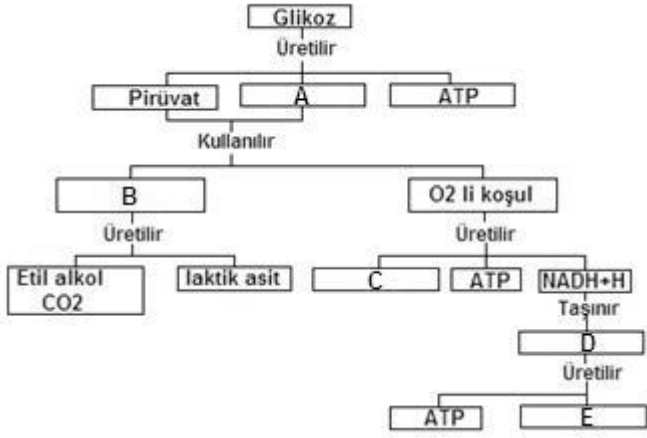 Glikoz
Üretilir
Pirüvat
A
ATP
Kullanılır
B
O2 li koşul
Üretilir
Üretilir
Etil alkol
CO2
laktik asit
C
ATP
NADH+H
Taşınır
D
Üretilir
ATP
E